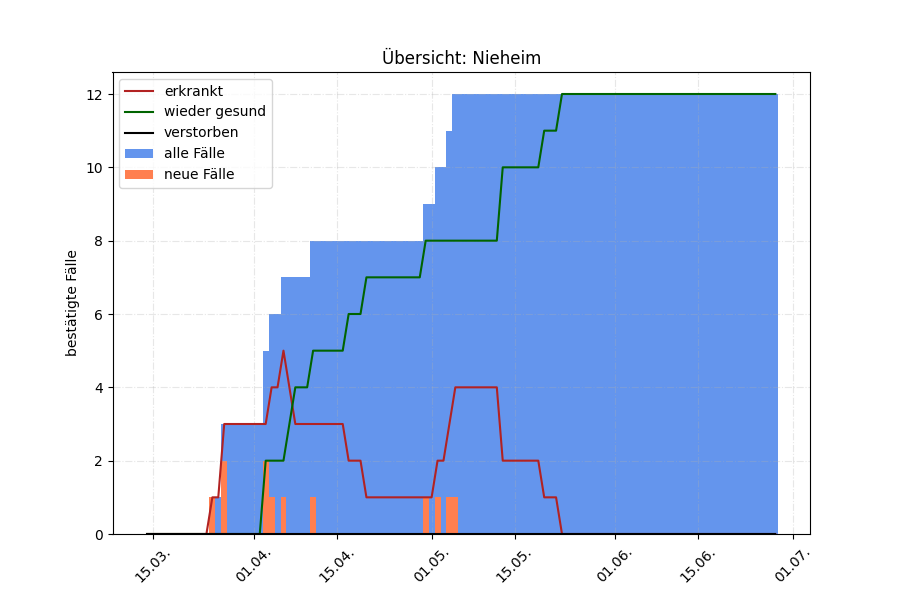 Übersicht: Nieheim
erkrankt
wieder gesund
verstorben
alle Fälle
neue Fälle
bestätigte Fälle
12
10
8
6
4
2
0
15.03.
01.04.
15.04.
01.05.
15.05.
01.06.
15.06.
01.07.